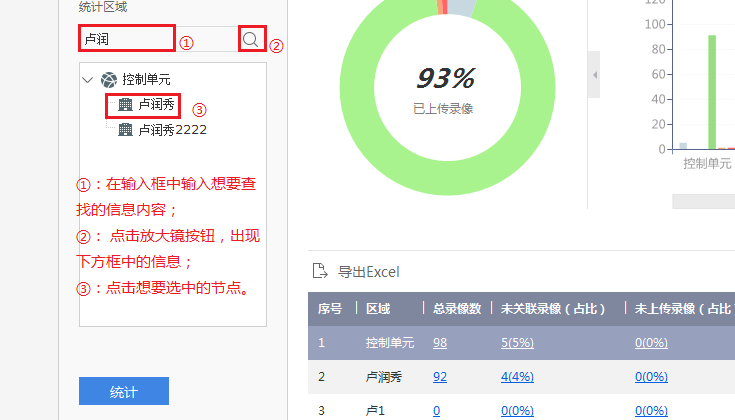 统计区域
卢润
①
②
控制单元
卢润秀
③
卢润秀2222
①：在输入框中输入想要查
找的信息内容；
②： 点击放大镜按钮，出现
下方框中的信息；
③：点击想要选中的节点。
统计
93%
已上传录像
120
100
80
60
40
20
0
控制单元
导出Excel
序号 区域 总录像数 未关联录像（占比） 未上传录像（占比）
1 控制单元 98 5(5%) 0(0%)
2 卢润秀 92 4(4%) 0(0%)
3 卢1 0 0(0%) 0(0%)